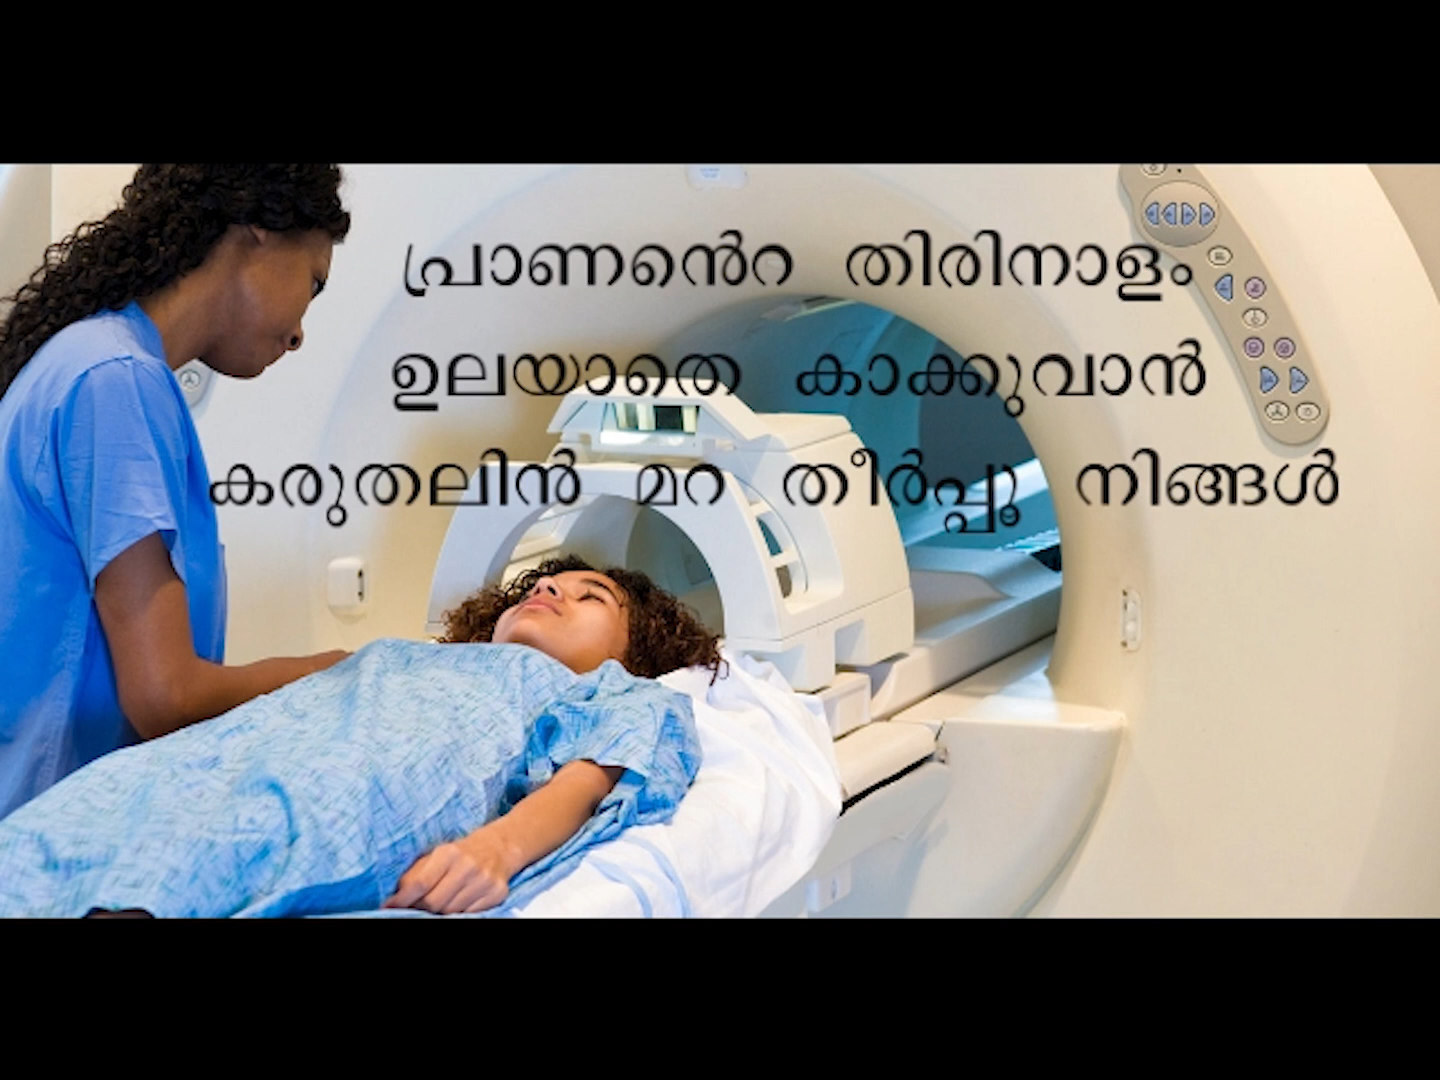 പ്രാണൻെറ തിരിനാളം
ഉലയാതെ കാക്കുവാൻ
കരുതലിൻ മറ തീർപ്പൂ നിങ്ങൾ